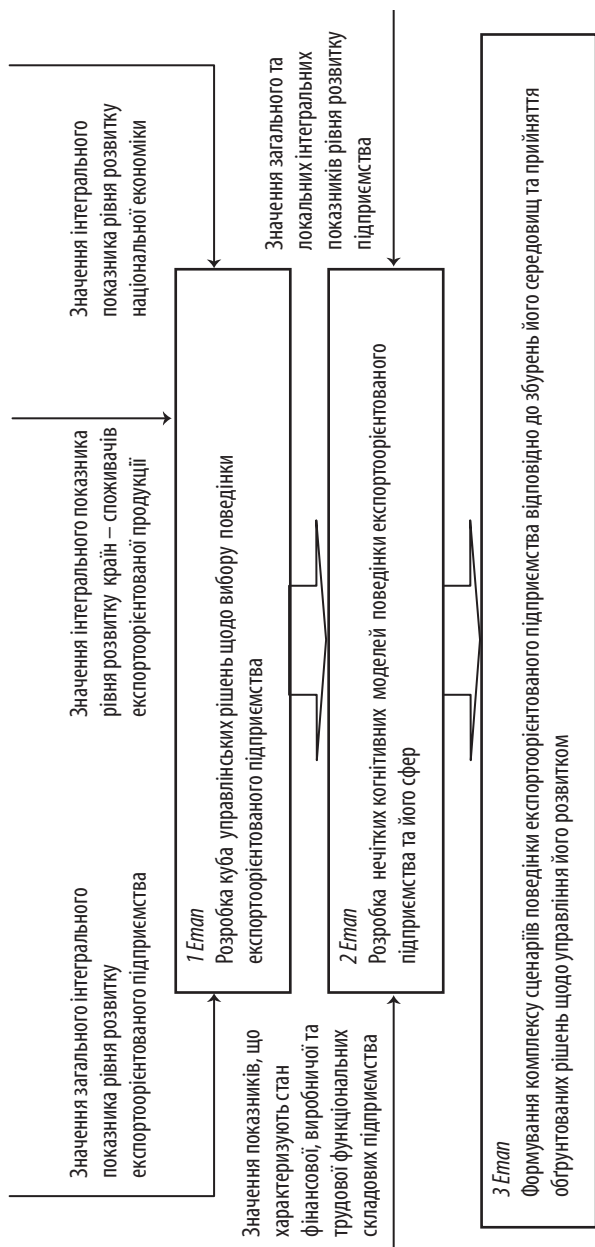 Значення загального інтегрального
показника рівня розвитку
експортоорієнтованого підприємства
Значення інтегрального показника
рівня розвитку країн – споживачів
експортоорієнтованої продукції
Значення інтегрального
показника рівня розвитку
національної економіки
1 Етап
Розробка куба управлінських рішень щодо вибору поведінки
експортоорієнтованого підприємства
Значення показників, що
характеризують стан
фінансової, виробничої та
трудової функціональних
складових підприємства
2 Етап
Розробка нечітких когнітивних моделей поведінки експортоорієнтованого
підприємства та його сфер
Значення загального та
локальних інтегральних
показників рівня розвитку
підприємства
3 Етап
Формування комплексу сценаріїв поведінки експортоорієнтованого підприємства відповідно до збурень його середовищ та прийняття
обґрунтованих рішень щодо управління його розвитком